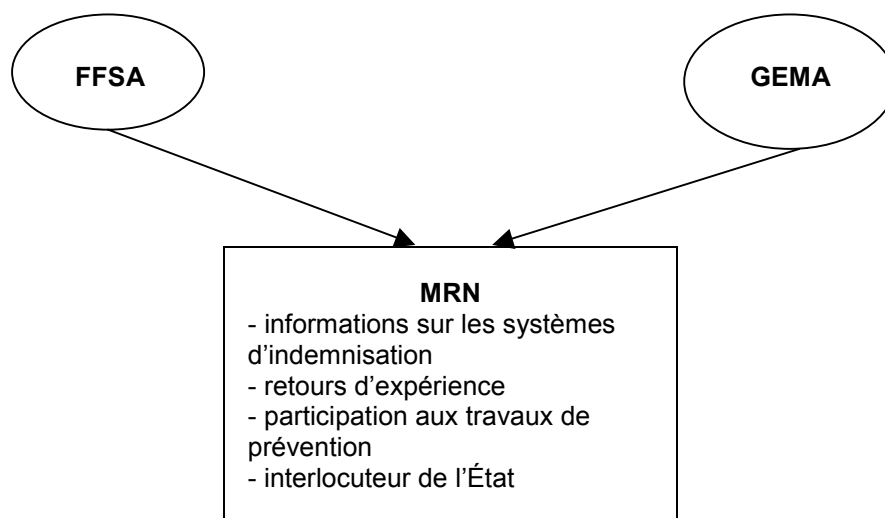 FFSA
GEMA
MRN
- informations sur les systèmes
d’indemnisation
- retours d’expérience
- participation aux travaux de
prévention
- interlocuteur de l’État